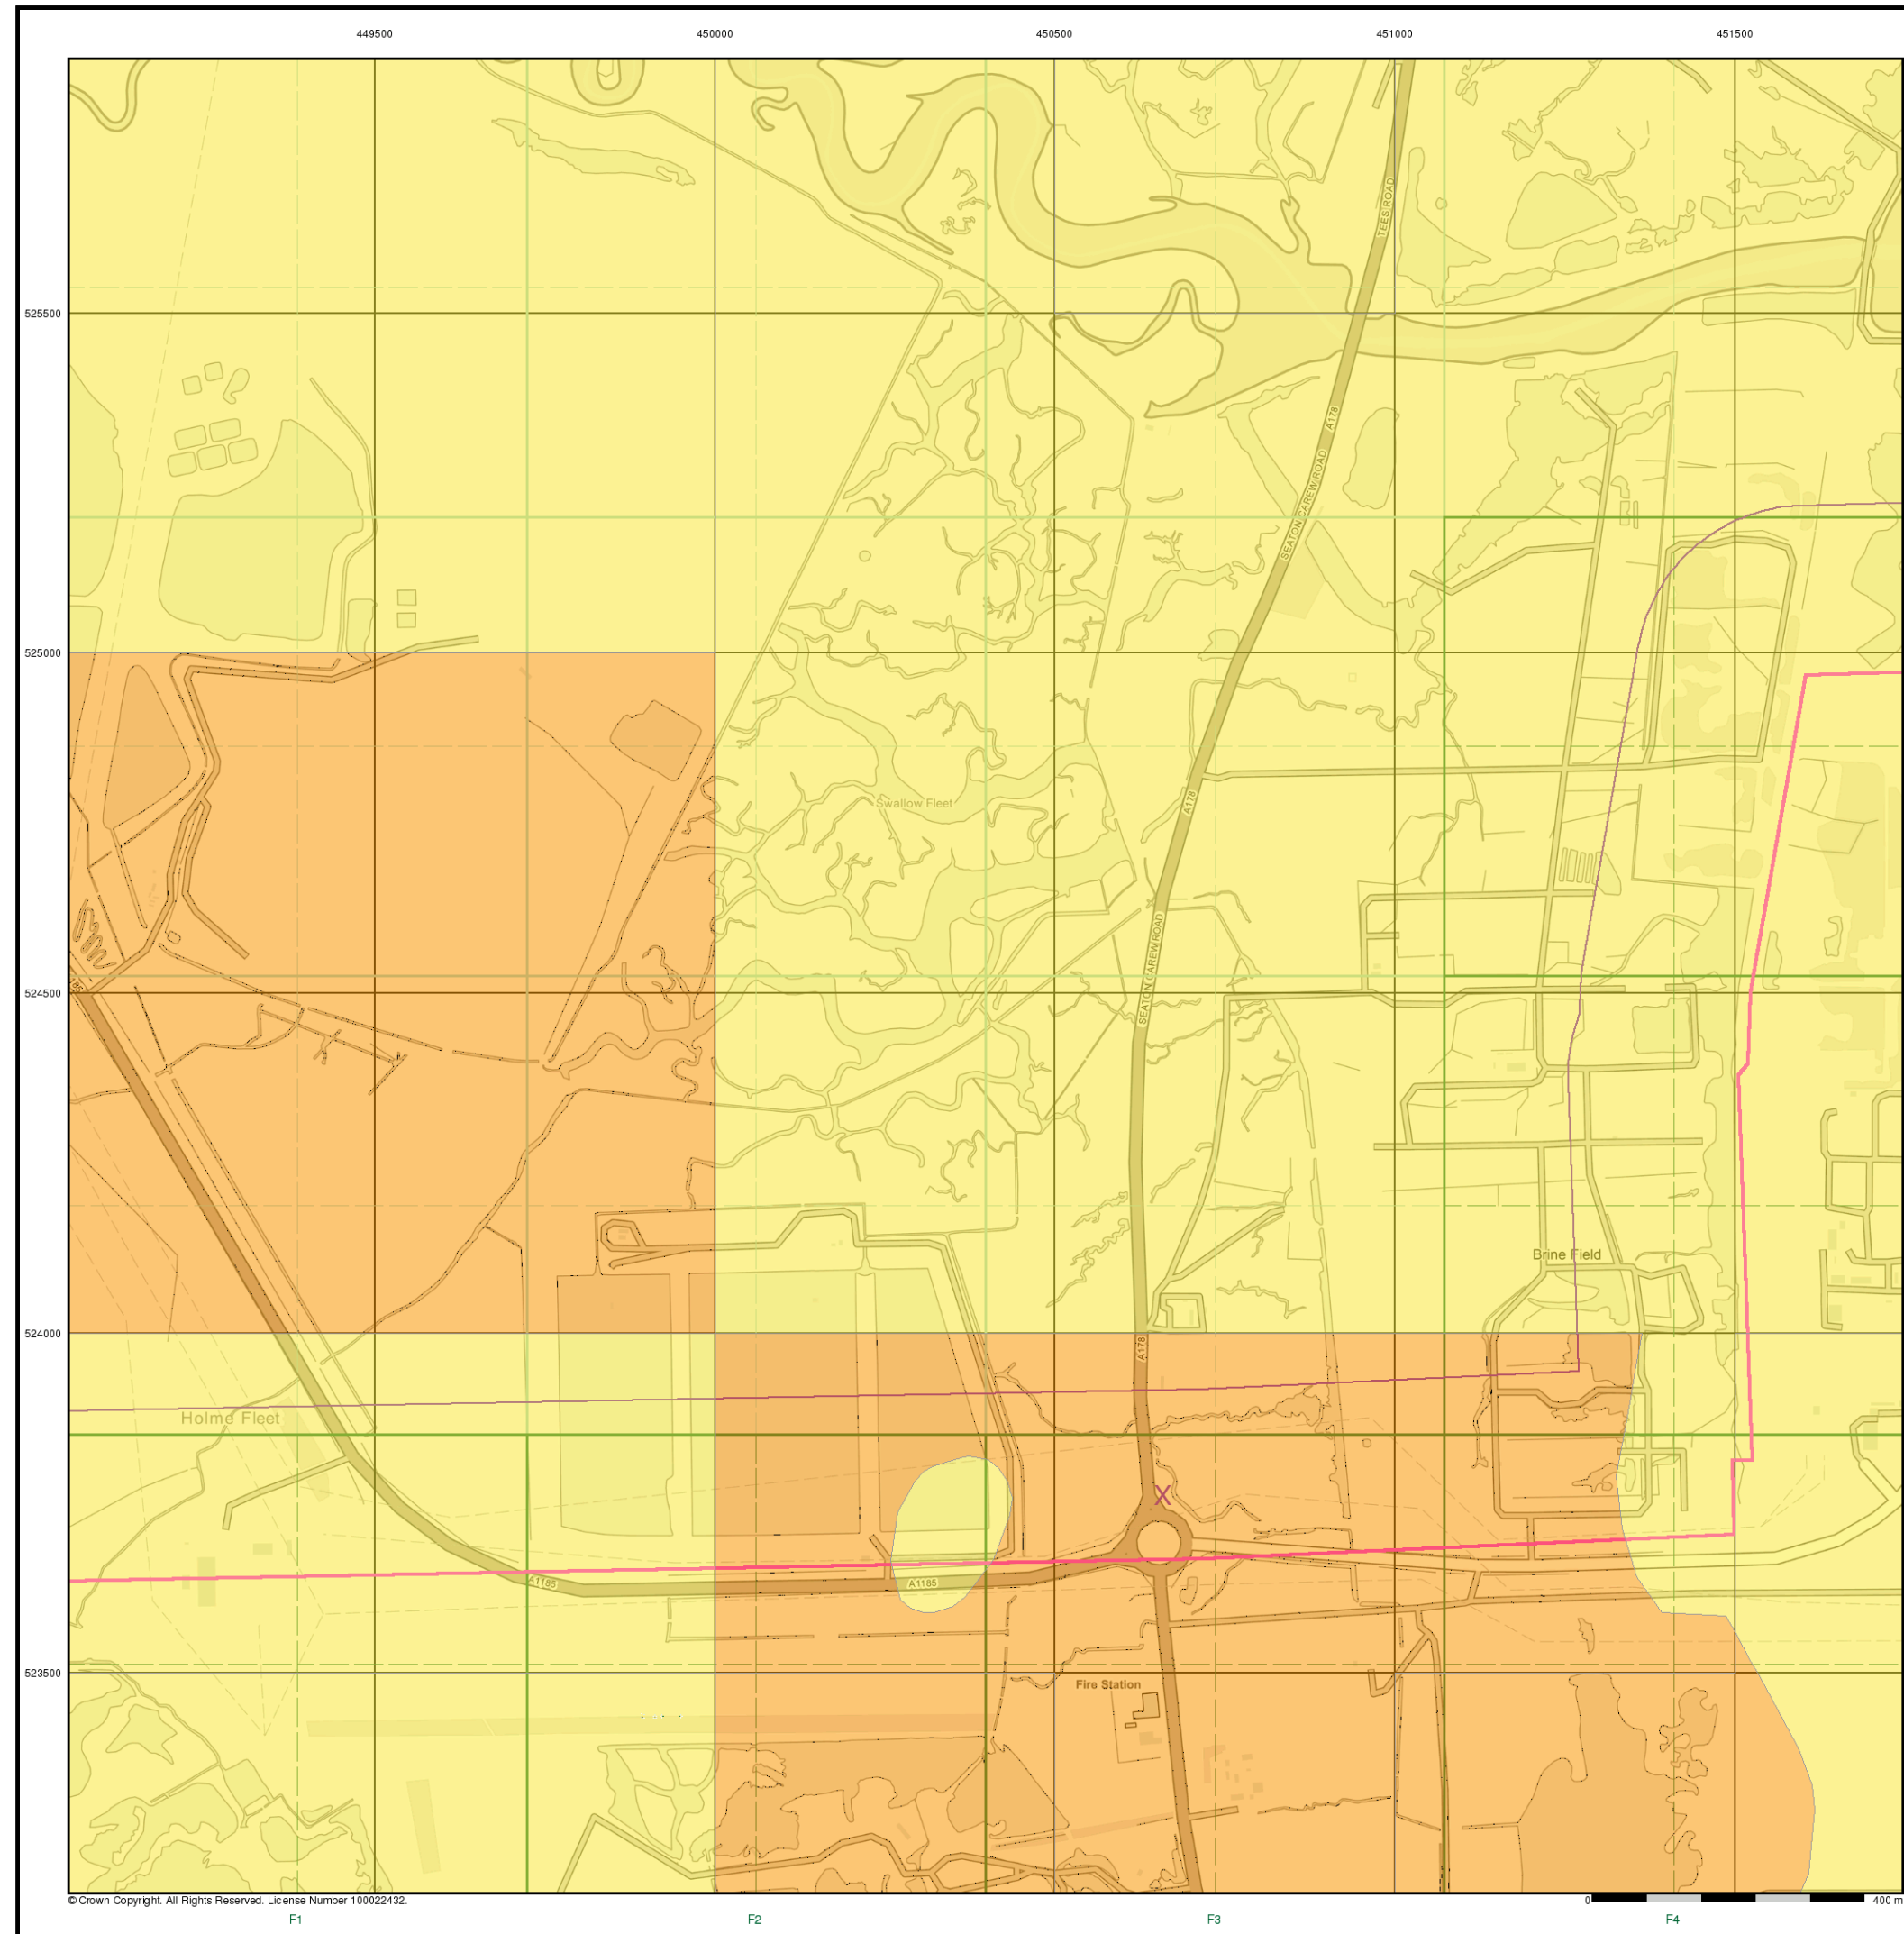 449500 450000 450500 451000 451500
TEES ROAD
525500
A178
SEATON CAREW ROAD
525000
A178
Swallow Fleet
SEATON CAREW ROAD
524500
Brine Field
524000
A178
Holme Fleet
X
A1185
A1185
523500
Fire Station
© Crown Copyright. All Rights Reserved. License Number 100022432.
0 400 m
F1 F2 F3 F4